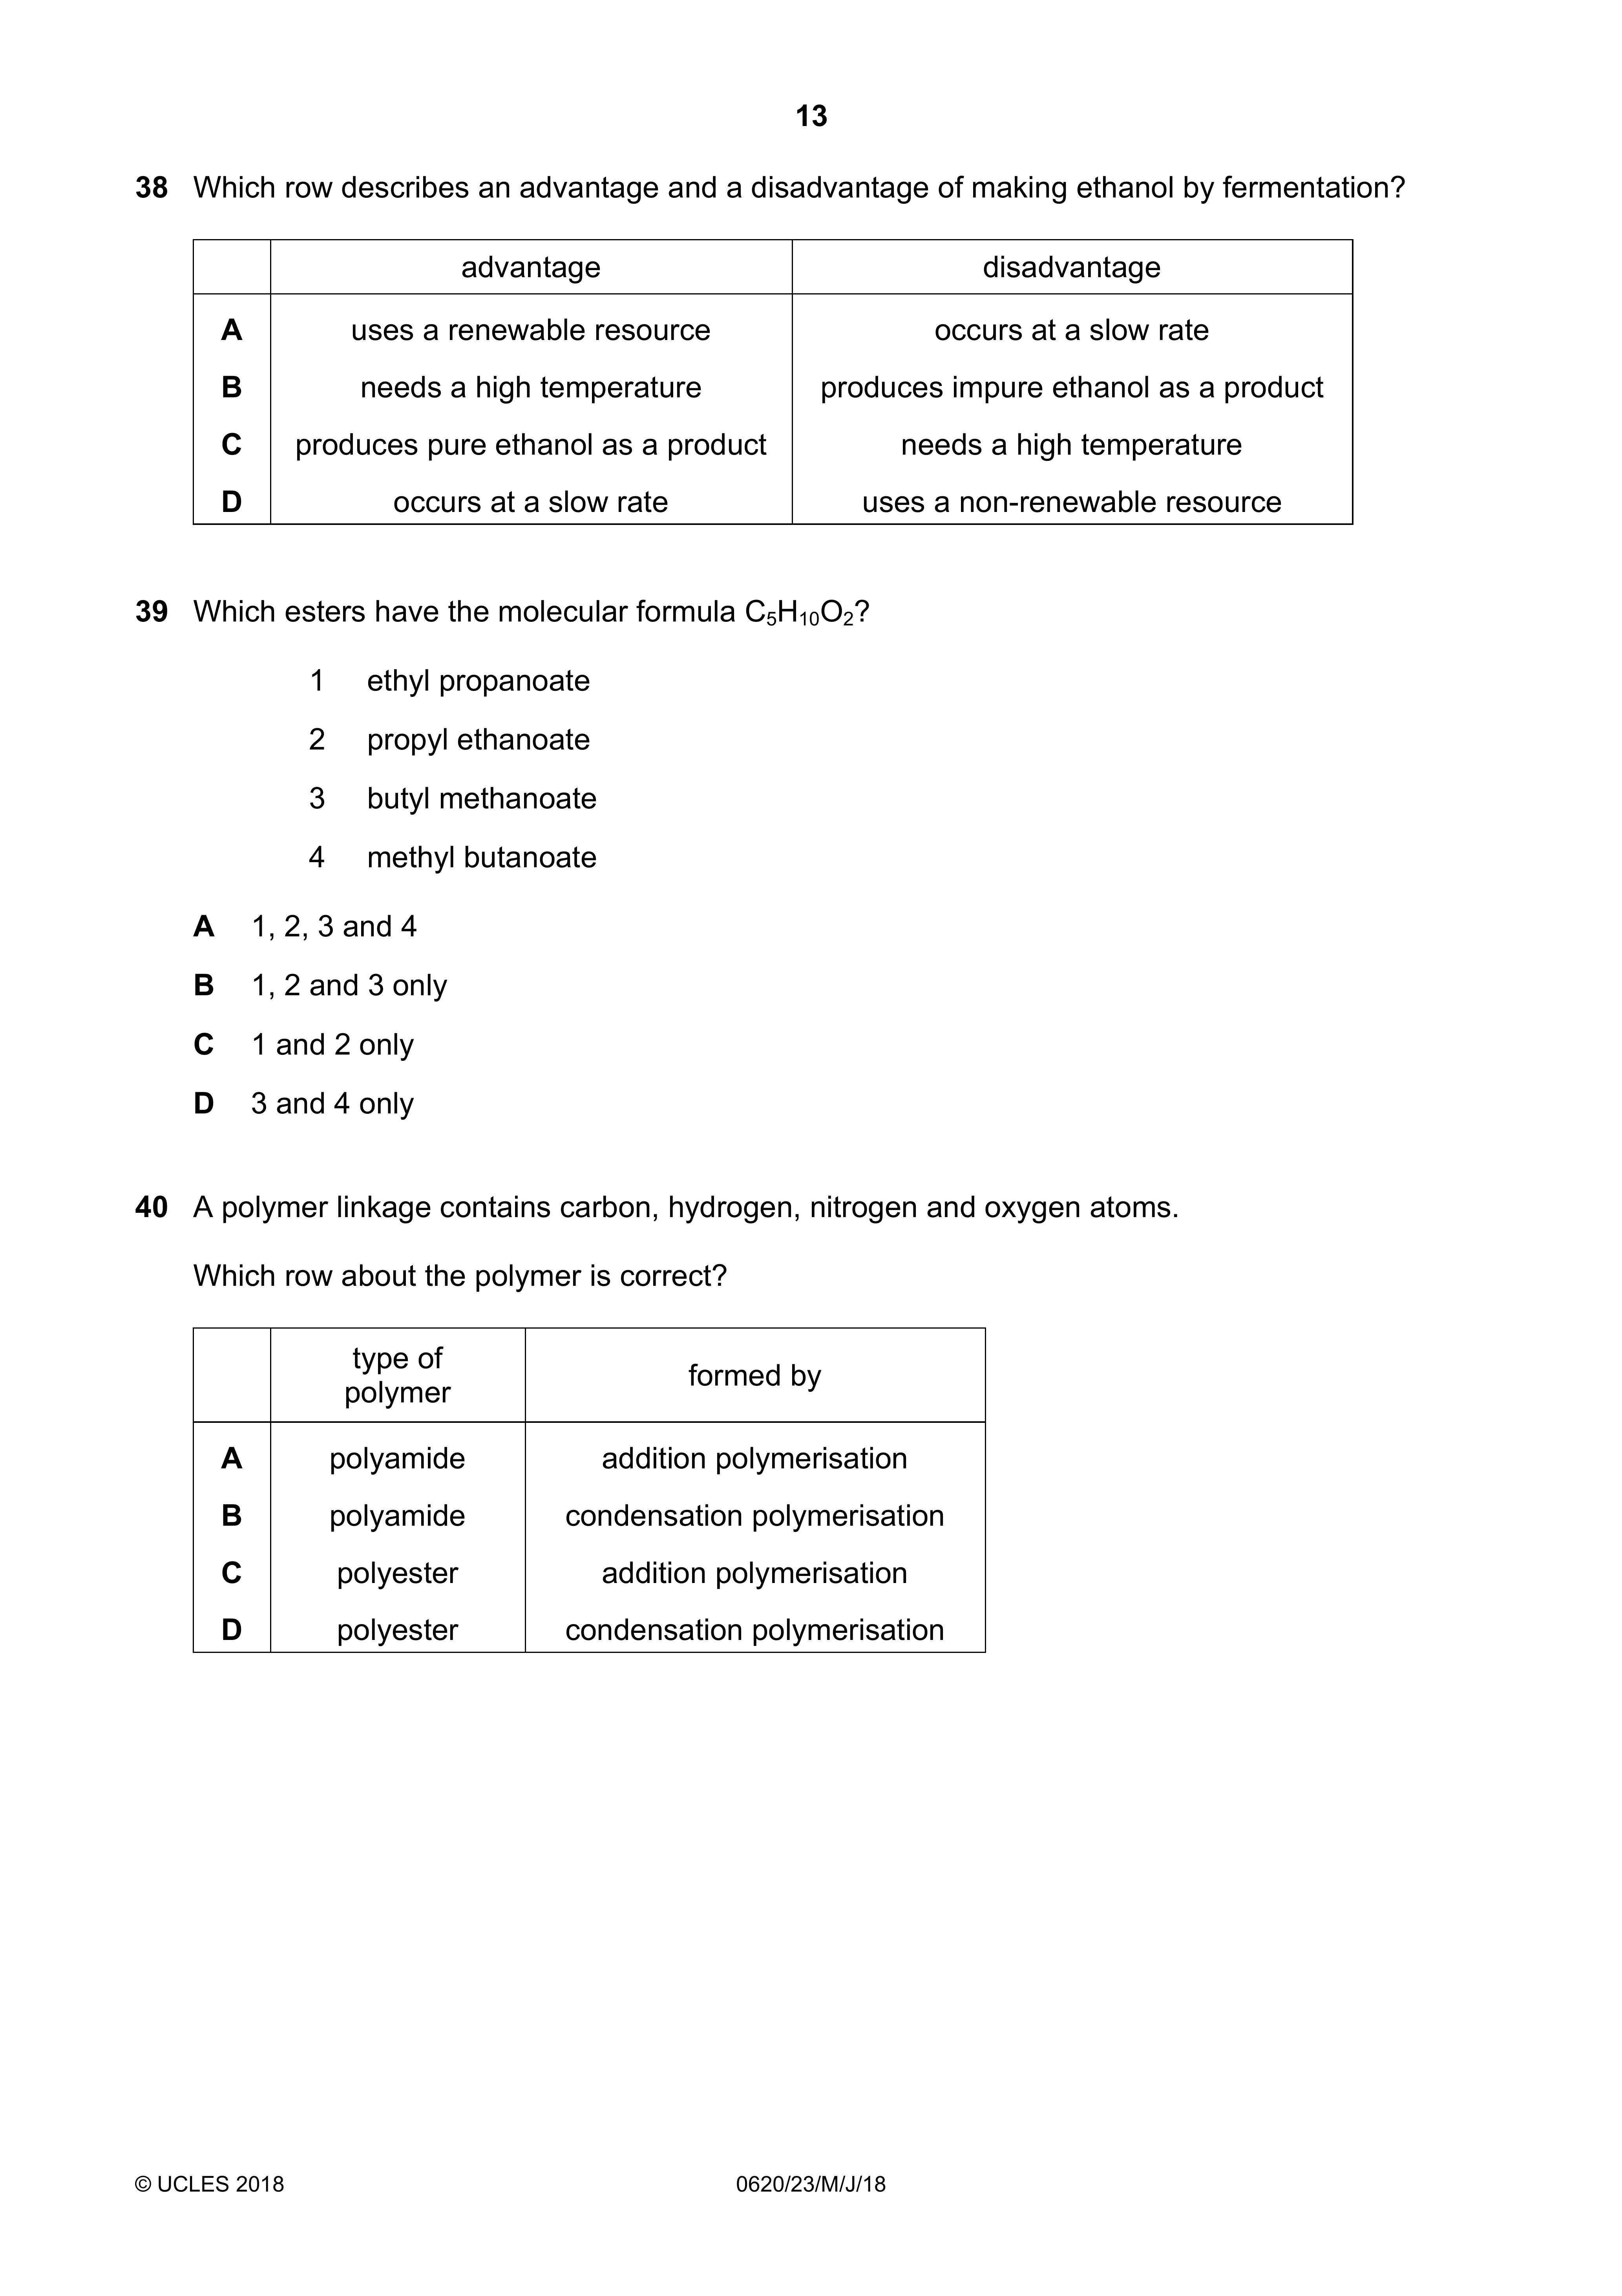 13
38 Which row describes an advantage and a disadvantage of making ethanol by fermentation?
advantage disadvantage
A uses a renewable resource occurs at a slow rate
B needs a high temperature produces impure ethanol as a product
C produces pure ethanol as a product needs a high temperature
D occurs at a slow rate uses a non-renewable resource
39 Which esters have the molecular formula C₅H₁₀O₂?
1 ethyl propanoate
2 propyl ethanoate
3 butyl methanoate
4 methyl butanoate
A 1, 2, 3 and 4
B 1, 2 and 3 only
C 1 and 2 only
D 3 and 4 only
40 A polymer linkage contains carbon, hydrogen, nitrogen and oxygen atoms.
Which row about the polymer is correct?
type of
polymer
formed by
A polyamide addition polymerisation
B polyamide condensation polymerisation
C polyester addition polymerisation
D polyester condensation polymerisation
© UCLES 2018 0620/23/M/J/18